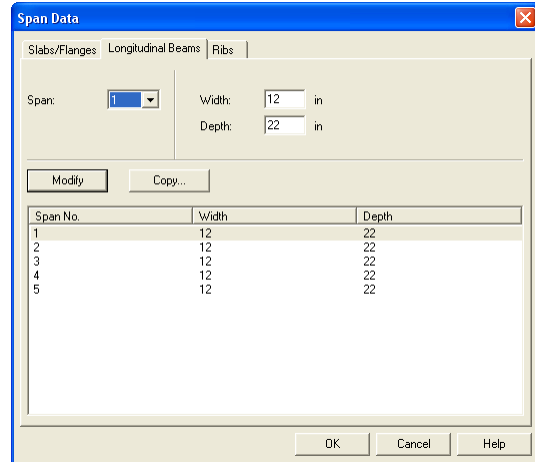 Span Data
Slabs/Flanges Longitudinal Beams Ribs
Span: 1 Width: 12 in
Depth: 22 in
Modify Copy...
Span No. Width Depth
1 12 22
2 12 22
3 12 22
4 12 22
5 12 22
OK Cancel Help